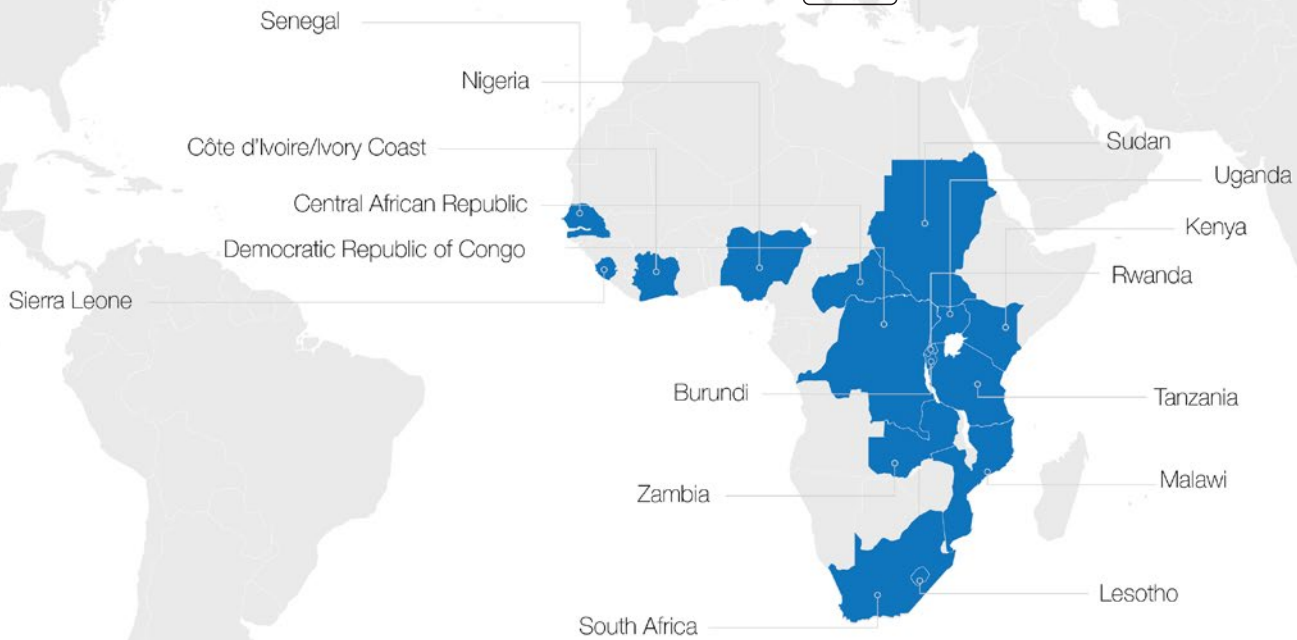 Senegal
Nigeria
Côte d'Ivoire/Ivory Coast
Sudan
Uganda
Central African Republic
Kenya
Democratic Republic of Congo
Rwanda
Sierra Leone
Burundi
Tanzania
Malawi
Zambia
Lesotho
South Africa